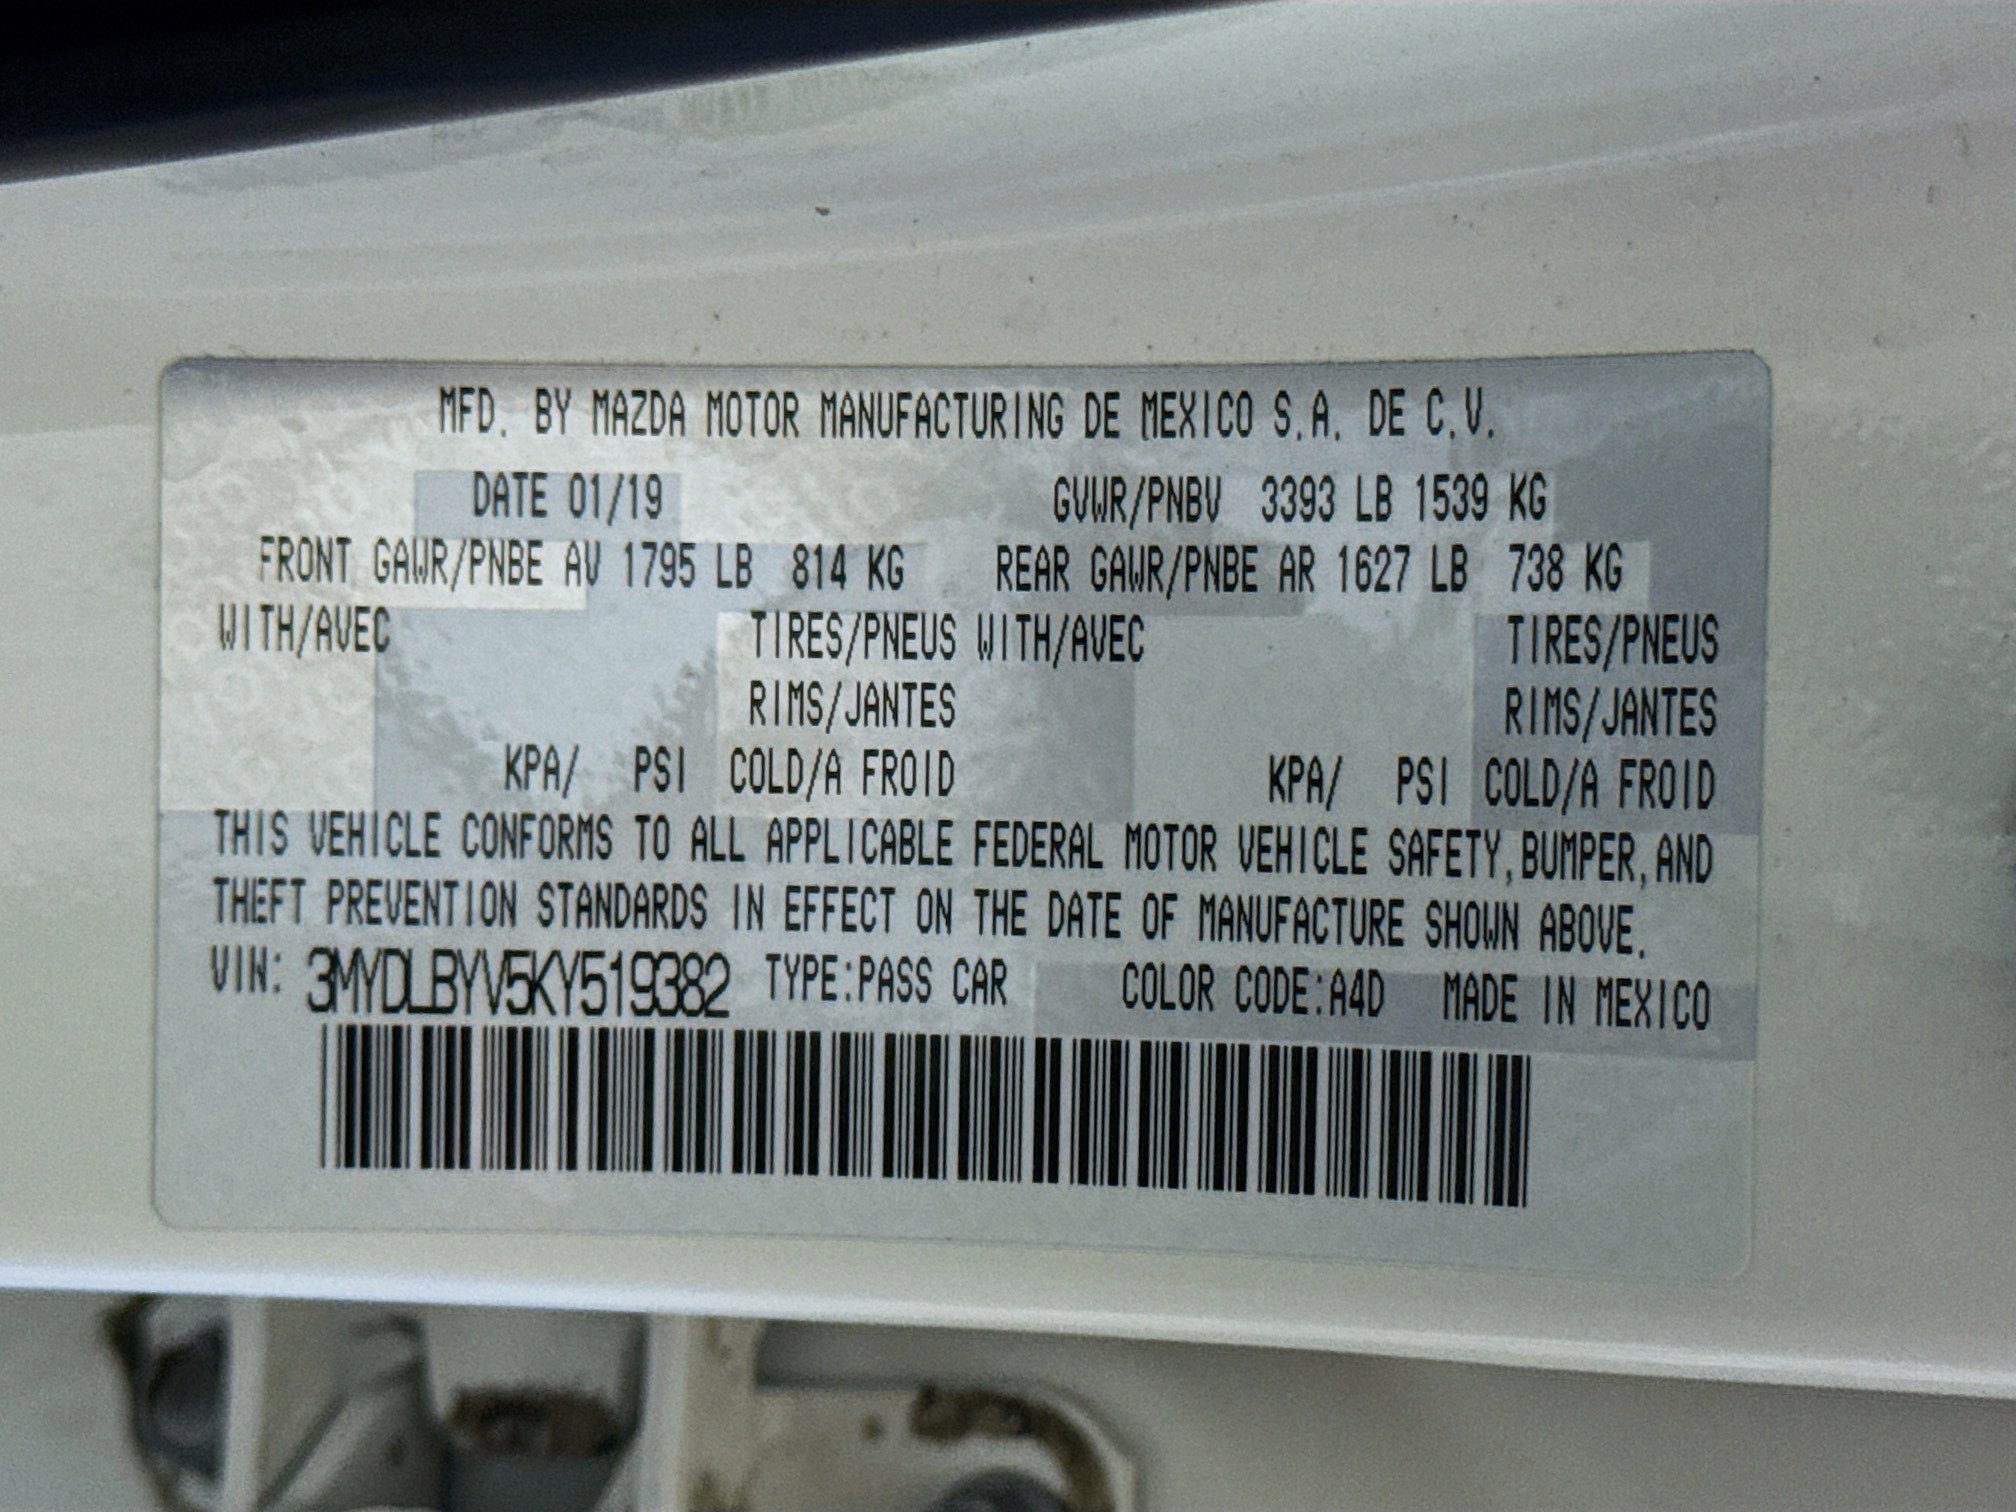 MFD. BY MAZDA MOTOR MANUFACTURING DE MEXICO S.A. DE C.V.
DATE 01/19 GVWR/PNBV 3393 LB 1539 KG
FRONT GAWR/PNBE AV 1795 LB 814 KG REAR GAWR/PNBE AR 1627 LB 738 KG
WITH/AVEC TIRES/PNEUS WITH/AVEC TIRES/PNEUS
RIMS/JANTES RIMS/JANTES
KPA/ PSI COLD/A FROID KPA/ PSI COLD/A FROID
THIS VEHICLE CONFORMS TO ALL APPLICABLE FEDERAL MOTOR VEHICLE SAFETY,BUMPER,AND
THEFT PREVENTION STANDARDS IN EFFECT ON THE DATE OF MANUFACTURE SHOWN ABOVE.
VIN: 3MYDLBYV5KY519382 TYPE:PASS CAR COLOR CODE:A4D MADE IN MEXICO